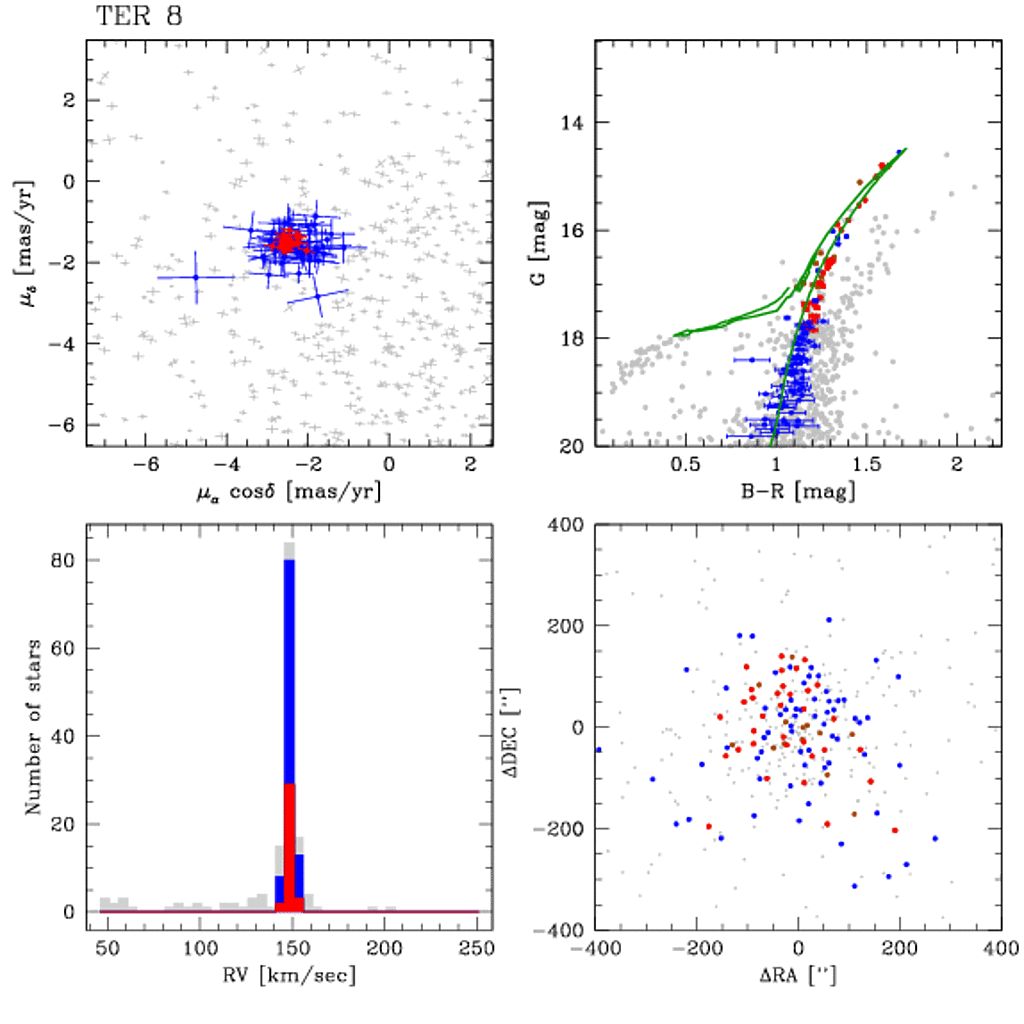 TER 8
2
0
−2
−4
−6
μδ [mas/yr]
−6 −4 −2 0 2
μα cosδ [mas/yr]
14
16
18
20
G [mag]
0.5 1 1.5 2
B−R [mag]
80
60
40
20
0
Number of stars
50 100 150 200 250
RV [km/sec]
400
200
0
−200
−400
ΔDEC [“]
−400 −200 0 200 400
ΔRA [“]